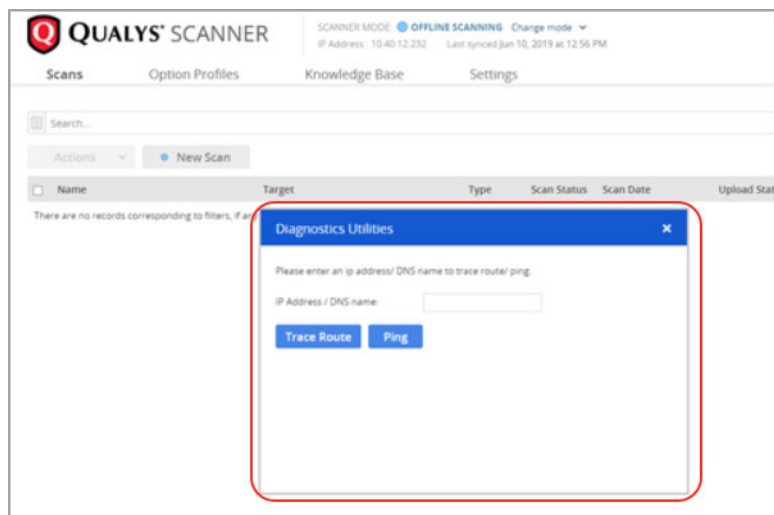 QUALYS® SCANNER
SCANNER MODE: OFFLINE SCANNING Change mode
IP Address : 10.40.12.232 Last synced Jun 10, 2019 at 12:56 PM
Scans Option Profiles Knowledge Base Settings
Search...
Actions New Scan
Name Target Type Scan Status Scan Date Upload Stat
There are no records corresponding to filters, if any
Diagnostics Utilities
Please enter an ip address/ DNS name to trace route/ ping.
IP Address / DNS name:
Trace Route Ping